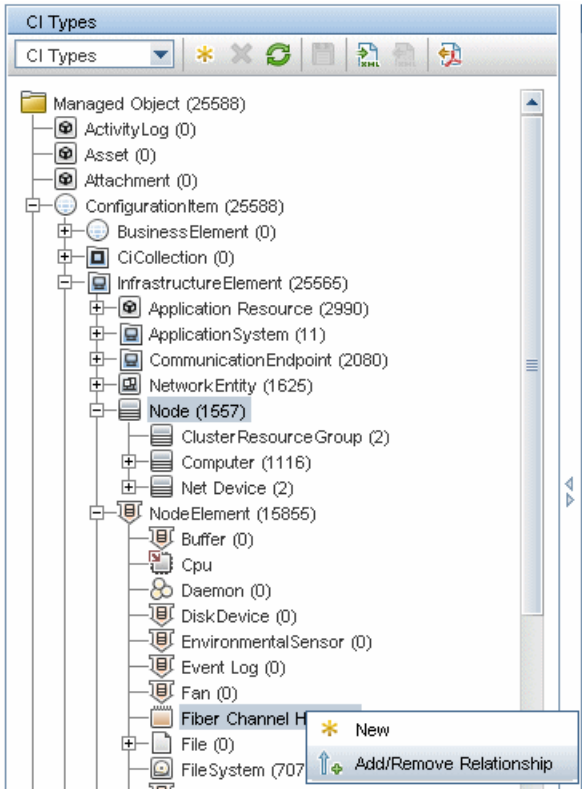 CI Types
CI Types
XML
Managed Object (25588)
ActivityLog (0)
Asset (0)
Attachment (0)
ConfigurationItem (25588)
BusinessElement (0)
CiCollection (0)
InfrastructureElement (25565)
Application Resource (2990)
ApplicationSystem (11)
CommunicationEndpoint (2080)
NetworkEntity (1625)
Node (1557)
ClusterResourceGroup (2)
Computer (1116)
Net Device (2)
NodeElement (15855)
Buffer (0)
Cpu
Daemon (0)
DiskDevice (0)
EnvironmentalSensor (0)
Event Log (0)
Fan (0)
Fiber Channel H
New
File (0)
Add/Remove Relationship
FileSystem (707